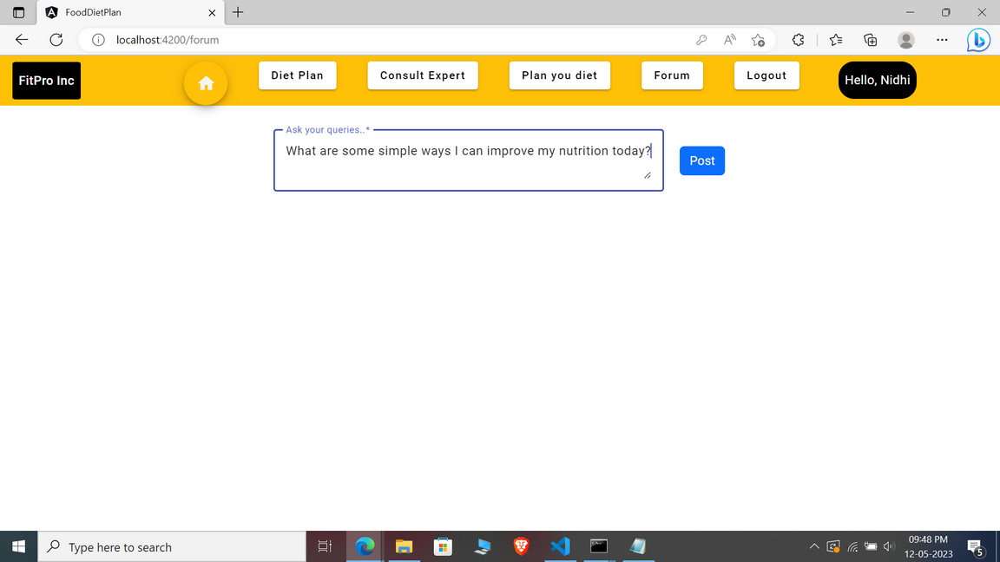 FoodDietPlan
localhost:4200/forum
FitPro Inc
Diet Plan
Consult Expert
Plan you diet
Forum
Logout
Hello, Nidhi
Ask your queries..*
What are some simple ways I can improve my nutrition today?
Post
Type here to search
09:48 PM
12-05-2023
5